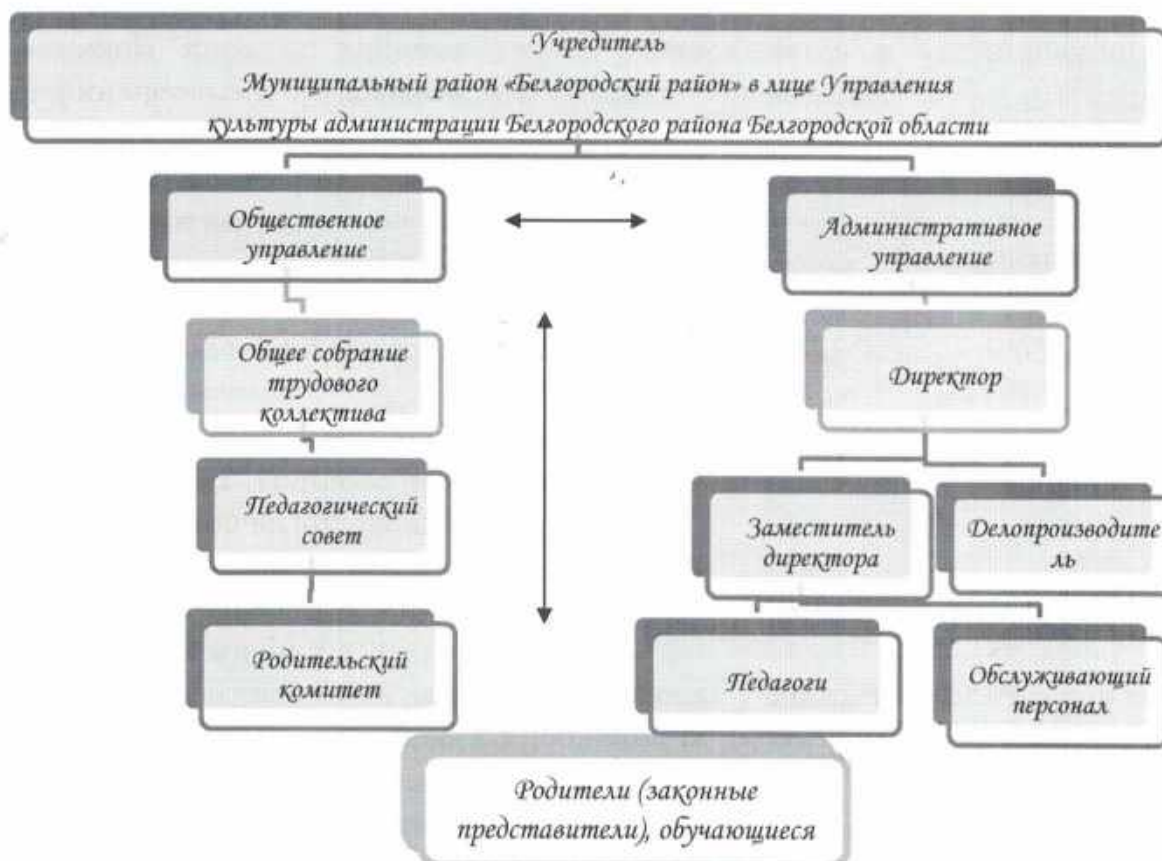 Учредитель
Муниципальный район «Белгородский район» в лице Управления
культуры администрации Белгородского района Белгородской области
Общественное
управление
Административное
управление
Общее собрание
трудового
коллектива
Директор
Педагогический
совет
Заместитель
директора
Делопроизводите
ль
Родительский
комитет
Педагоги
Обслуживающий
персонал
Родители (законные
представители), обучающиеся